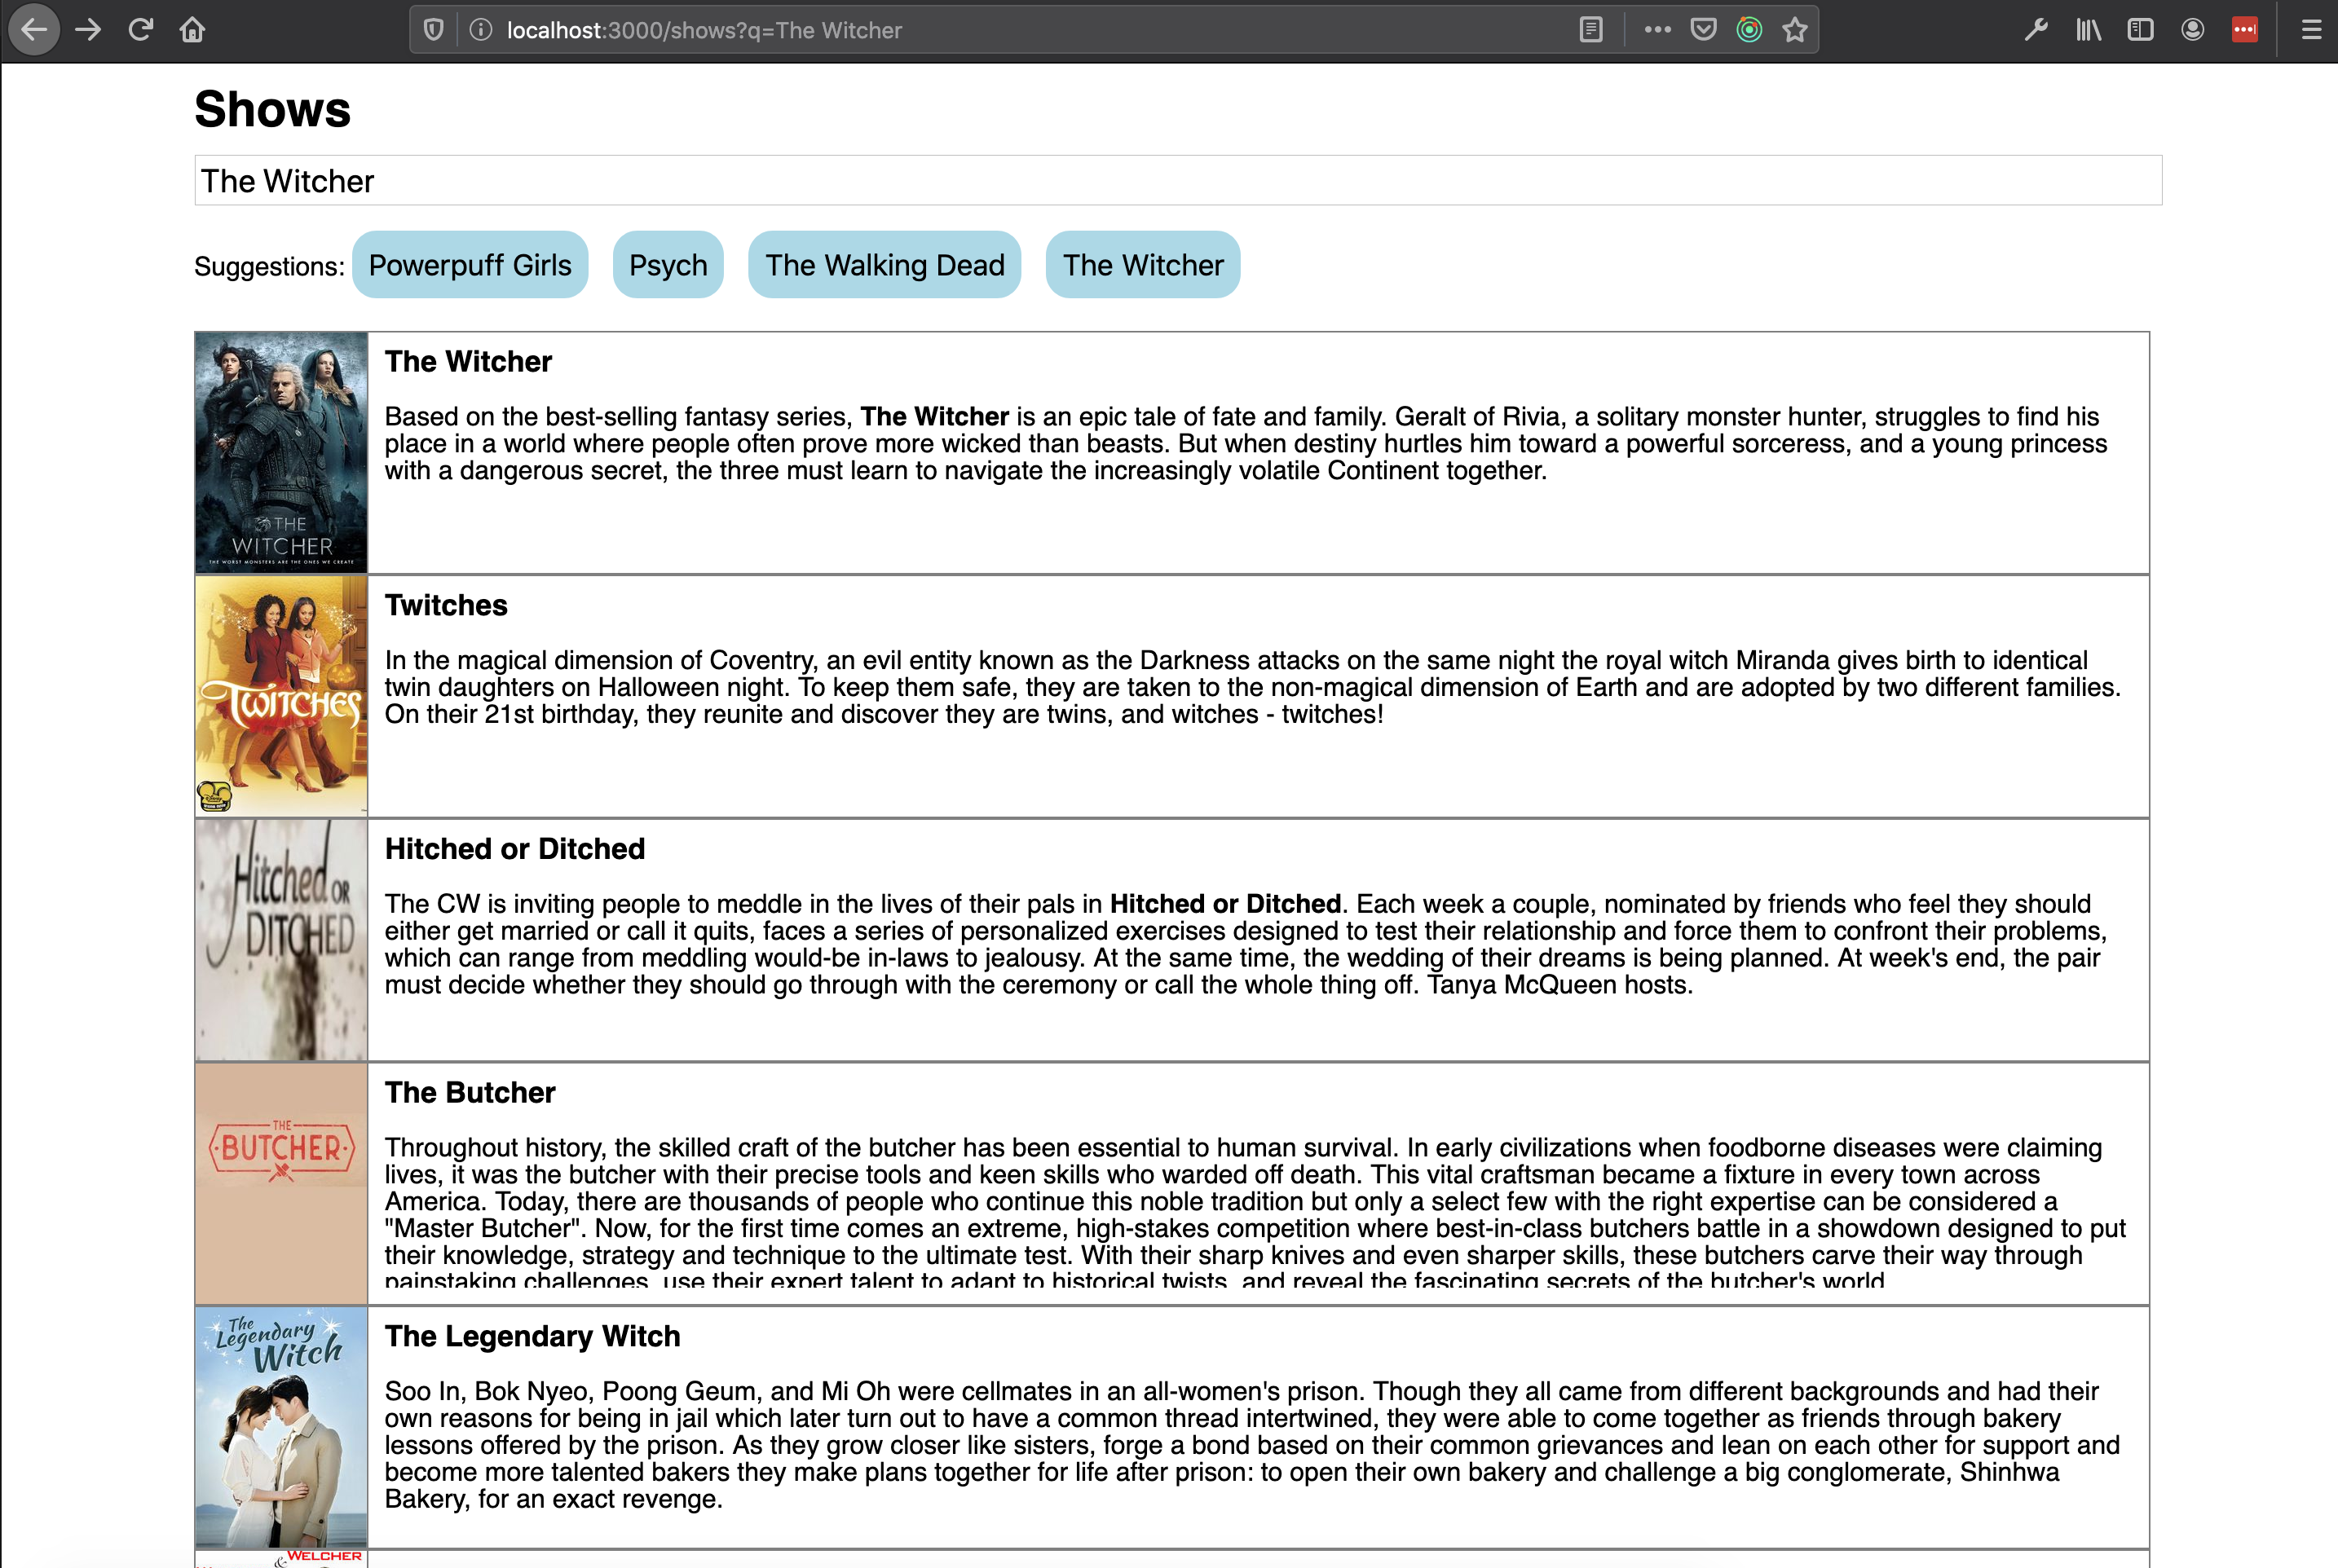 localhost:3000/shows?q=The Witcher
Shows
The Witcher
Suggestions: Powerpuff Girls Psych The Walking Dead The Witcher
THE
WITCHER
THE WORST MONSTERS ARE THE ONES WE CREATE
The Witcher
Based on the best-selling fantasy series, The Witcher is an epic tale of fate and family. Geralt of Rivia, a solitary monster hunter, struggles to find his
place in a world where people often prove more wicked than beasts. But when destiny hurtles him toward a powerful sorceress, and a young princess
with a dangerous secret, the three must learn to navigate the increasingly volatile Continent together.
TWITCHES
Twitches
In the magical dimension of Coventry, an evil entity known as the Darkness attacks on the same night the royal witch Miranda gives birth to identical
twin daughters on Halloween night. To keep them safe, they are taken to the non-magical dimension of Earth and are adopted by two different families.
On their 21st birthday, they reunite and discover they are twins, and witches - twitches!
Hitched OR
DITCHED
Hitched or Ditched
The CW is inviting people to meddle in the lives of their pals in Hitched or Ditched. Each week a couple, nominated by friends who feel they should
either get married or call it quits, faces a series of personalized exercises designed to test their relationship and force them to confront their problems,
which can range from meddling would-be in-laws to jealousy. At the same time, the wedding of their dreams is being planned. At week's end, the pair
must decide whether they should go through with the ceremony or call the whole thing off. Tanya McQueen hosts.
THE
BUTCHER
The Butcher
Throughout history, the skilled craft of the butcher has been essential to human survival. In early civilizations when foodborne diseases were claiming
lives, it was the butcher with their precise tools and keen skills who warded off death. This vital craftsman became a fixture in every town across
America. Today, there are thousands of people who continue this noble tradition but only a select few with the right expertise can be considered a
"Master Butcher". Now, for the first time comes an extreme, high-stakes competition where best-in-class butchers battle in a showdown designed to put
their knowledge, strategy and technique to the ultimate test. With their sharp knives and even sharper skills, these butchers carve their way through
painstaking challenges, use their expert talent to adapt to historical twists, and reveal the fascinating secrets of the butcher's world
The
Legendary
Witch
The Legendary Witch
Soo In, Bok Nyeo, Poong Geum, and Mi Oh were cellmates in an all-women's prison. Though they all came from different backgrounds and had their
own reasons for being in jail which later turn out to have a common thread intertwined, they were able to come together as friends through bakery
lessons offered by the prison. As they grow closer like sisters, forge a bond based on their common grievances and lean on each other for support and
become more talented bakers they make plans together for life after prison: to open their own bakery and challenge a big conglomerate, Shinhwa
Bakery, for an exact revenge.
& WELCHER